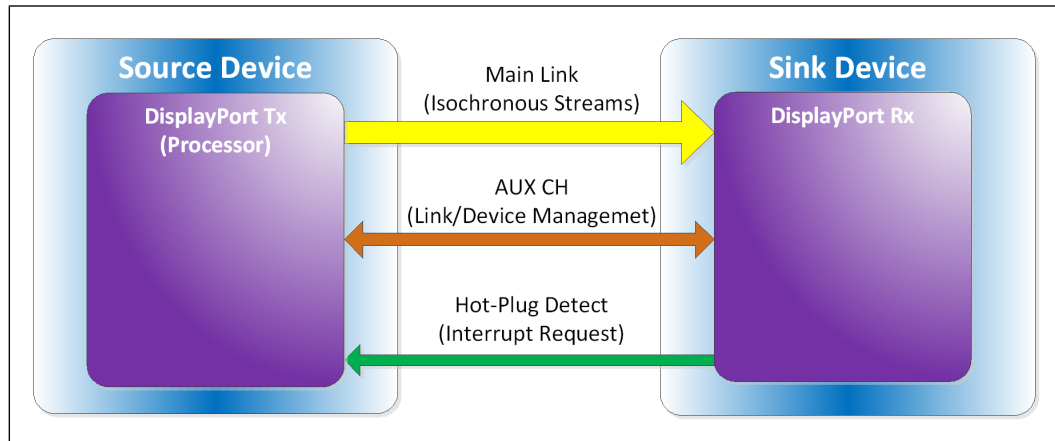 Source Device
DisplayPort Tx
(Processor)
Main Link
(Isochronous Streams)
AUX CH
(Link/Device Managemet)
Hot-Plug Detect
(Interrupt Request)
Sink Device
DisplayPort Rx